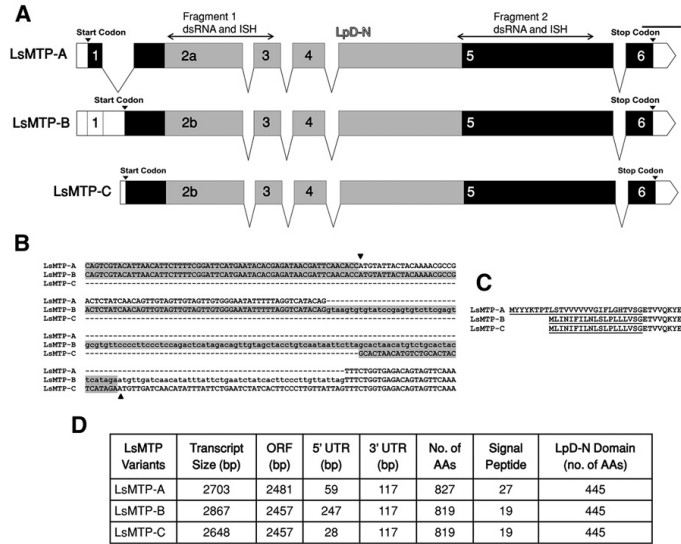 A
Fragment 1
dsRNA and ISH
LpD-N
Fragment 2
dsRNA and ISH
Start Codon
Stop Codon
LsMTP-A
1
2a
3
4
5
6
Start Codon
Stop Codon
LsMTP-B
1
2b
3
4
5
6
Start Codon
Stop Codon
LsMTP-C
2b
3
4
5
6
B
LsMTP-A CAGTCGTACATTAACATTCTTTTCGGATTCATGAATACACGAGATAACGATTCAACACCATGTATTACTACAAAACGCCG
LsMTP-B CAGTCGTACATTAACATTCTTTTCGGATTCATGAATACACGAGATAACGATTCAACACCATGTATTACTACAAAACGCCG
LsMTP-C
LsMTP-A ACTCTATCAACAGTTGTAGTTGTAGTTGTGGGAATATTTTTAGGTCATACAG
LsMTP-B ACTCTATCAACAGTTGTAGTTGTAGTTGTGGGAATATTTTTAGGTCATACAGgtaagtgtgtatccgagtgtcttcgagt
LsMTP-C
LsMTP-A
LsMTP-B gcgtgttccccttccctccagactcatagacagttgtagctacctgtcaataattcttagcactaacatgtctgcactac
LsMTP-C GCACTAACATGTCTGCACTAC
LsMTP-A TTTCTGGTGAGACAGTAGTTCAAA
LsMTP-B tcatagaatgttgatcaacatatttattctgaatctatcacttcccttgttattagTTTCTGGTGAGACAGTAGTTCAAA
LsMTP-C TCATAGAATGTTGATCAACATATTTATTCTGAATCTATCACTTCCCTTGTTATTAGTTTCTGGTGAGACAGTAGTTCAAA
C
LsMTP-A MYYYKTPTLSTVVVVVVGIFLGHTVSGETVVQKYE
LsMTP-B MLINIFILNLSLPLLLVSGETVVQKYE
LsMTP-C MLINIFILNLSLPLLLVSGETVVQKYE
D
LsMTP Variants Transcript Size (bp) ORF (bp) 5' UTR (bp) 3' UTR (bp) No. of AAs Signal Peptide LpD-N Domain (no. of AAs)
LsMTP-A 2703 2481 59 117 827 27 445
LsMTP-B 2867 2457 247 117 819 19 445
LsMTP-C 2648 2457 28 117 819 19 445